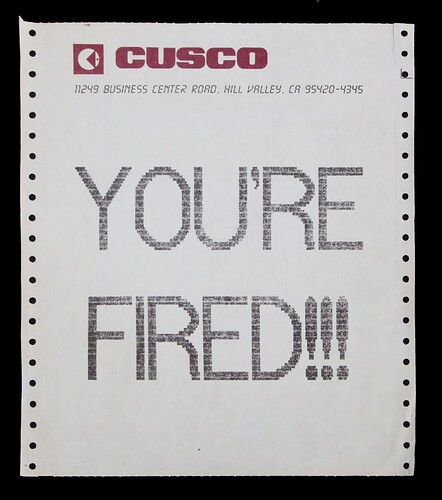 CUSCO
11249 BUSINESS CENTER ROAD, HILL VALLEY, CA 95420-4345
YOU'RE
FIRED!!!